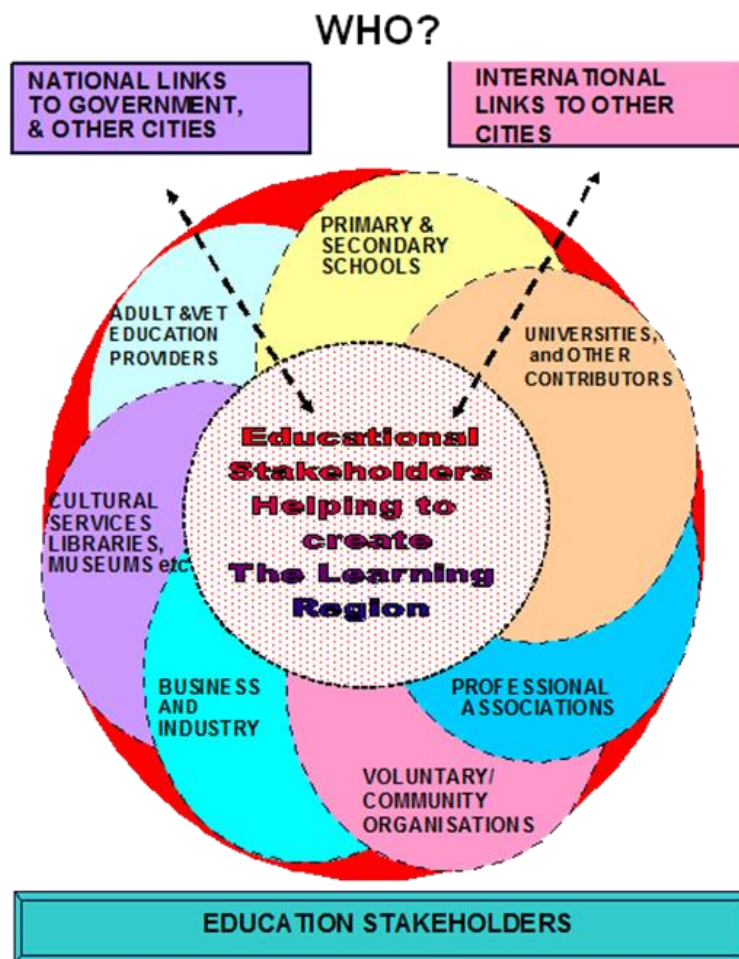 WHO?
NATIONAL LINKS
TO GOVERNMENT,
& OTHER CITIES
INTERNATIONAL
LINKS TO OTHER
CITIES
PRIMARY &
SECONDARY
SCHOOLS
ADULT &VET
EDUCATION
PROVIDERS
UNIVERSITIES,
and OTHER
CONTRIBUTORS
Educational
Stakeholders
Helping to
create
The Learning
Region
CULTURAL
SERVICES
LIBRARIES,
MUSEUMS etc
BUSINESS
AND
INDUSTRY
PROFESSIONAL
ASSOCIATIONS
VOLUNTARY/
COMMUNITY
ORGANISATIONS
EDUCATION STAKEHOLDERS